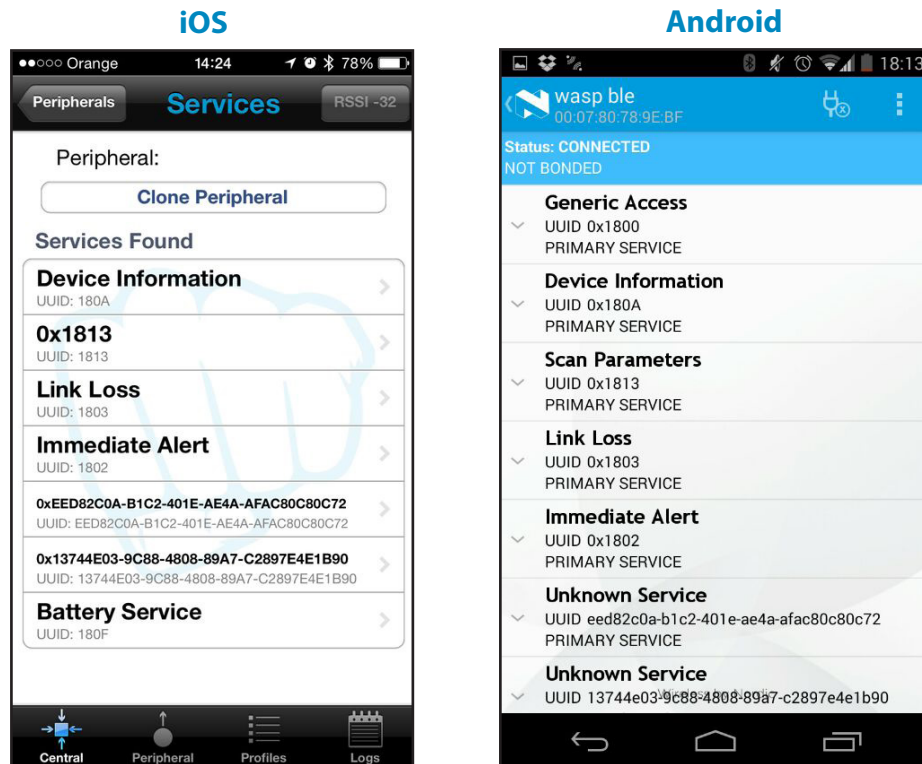 iOS
Orange 14:24 78%
Peripherals Services RSSI -32
Peripheral:
Clone Peripheral
Services Found
Device Information
UUID: 180A
0x1813
UUID: 1813
Link Loss
UUID: 1803
Immediate Alert
UUID: 1802
0xEED82C0A-B1C2-401E-AE4A-AFAC80C80C72
UUID: EED82C0A-B1C2-401E-AE4A-AFAC80C80C72
0x13744E03-9C88-4808-89A7-C2897E4E1B90
UUID: 13744E03-9C88-4808-89A7-C2897E4E1B90
Battery Service
UUID: 180F
Central Peripheral Profiles Logs
Android
18:13
wasp ble
00:07:80:78:9E:BF
Status: CONNECTED
NOT BONDED
Generic Access
UUID 0x1800
PRIMARY SERVICE
Device Information
UUID 0x180A
PRIMARY SERVICE
Scan Parameters
UUID 0x1813
PRIMARY SERVICE
Link Loss
UUID 0x1803
PRIMARY SERVICE
Immediate Alert
UUID 0x1802
PRIMARY SERVICE
Unknown Service
UUID eed82c0a-b1c2-401e-ae4a-afac80c80c72
PRIMARY SERVICE
Unknown Service
UUID 13744e03-9c88-4808-89a7-c2897e4e1b90